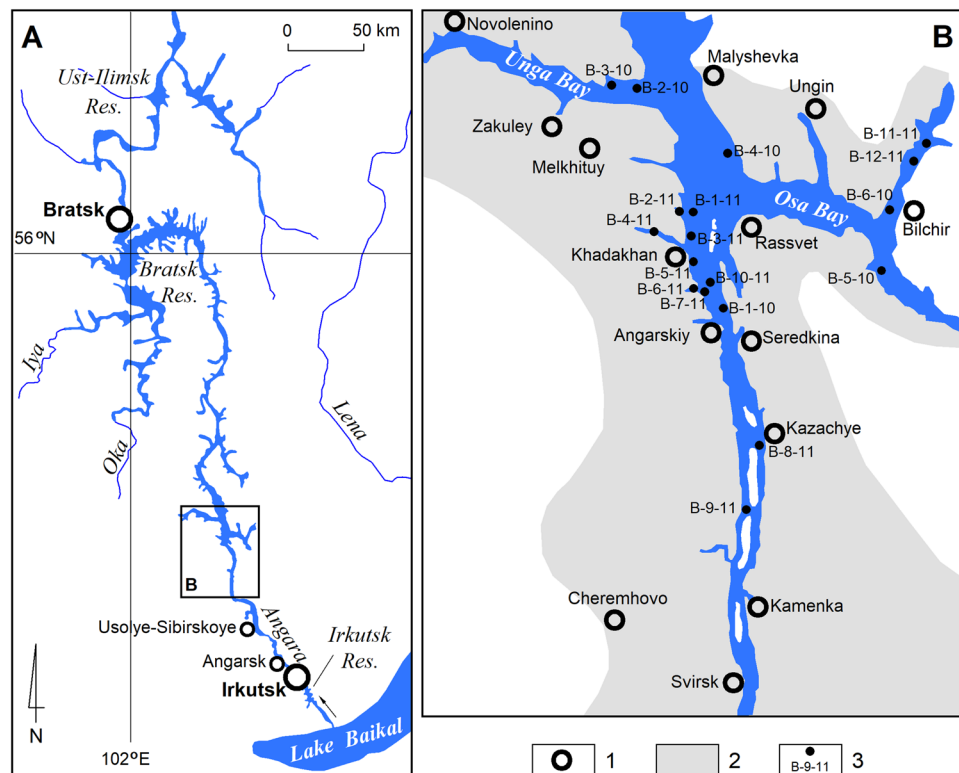 A
0 50 km
Ust-Ilimsk
Res.
Bratsk
56 ºN
Bratsk
Res.
Iya
Oka
Lena
B
Usolye-Sibirskoye
Angara
Angarsk
Irkutsk
Res.
Irkutsk
N
102°E
Lake Baikal
B
Novolenino
Unga Bay
B-3-10
B-2-10
Malyshevka
Ungin
Zakuley
Melkhituy
B-4-10
B-11-11
B-12-11
B-6-10
Bilchir
Osa Bay
B-2-11
B-1-11
B-4-11
B-3-11
Rassvet
Khadakhan
B-5-11
B-10-11
B-6-11
B-7-11
B-1-10
B-5-10
Angarskiy
Seredkina
Kazachye
B-8-11
B-9-11
Cheremhovo
Kamenka
Svirsk
1
2
B-9-11
3